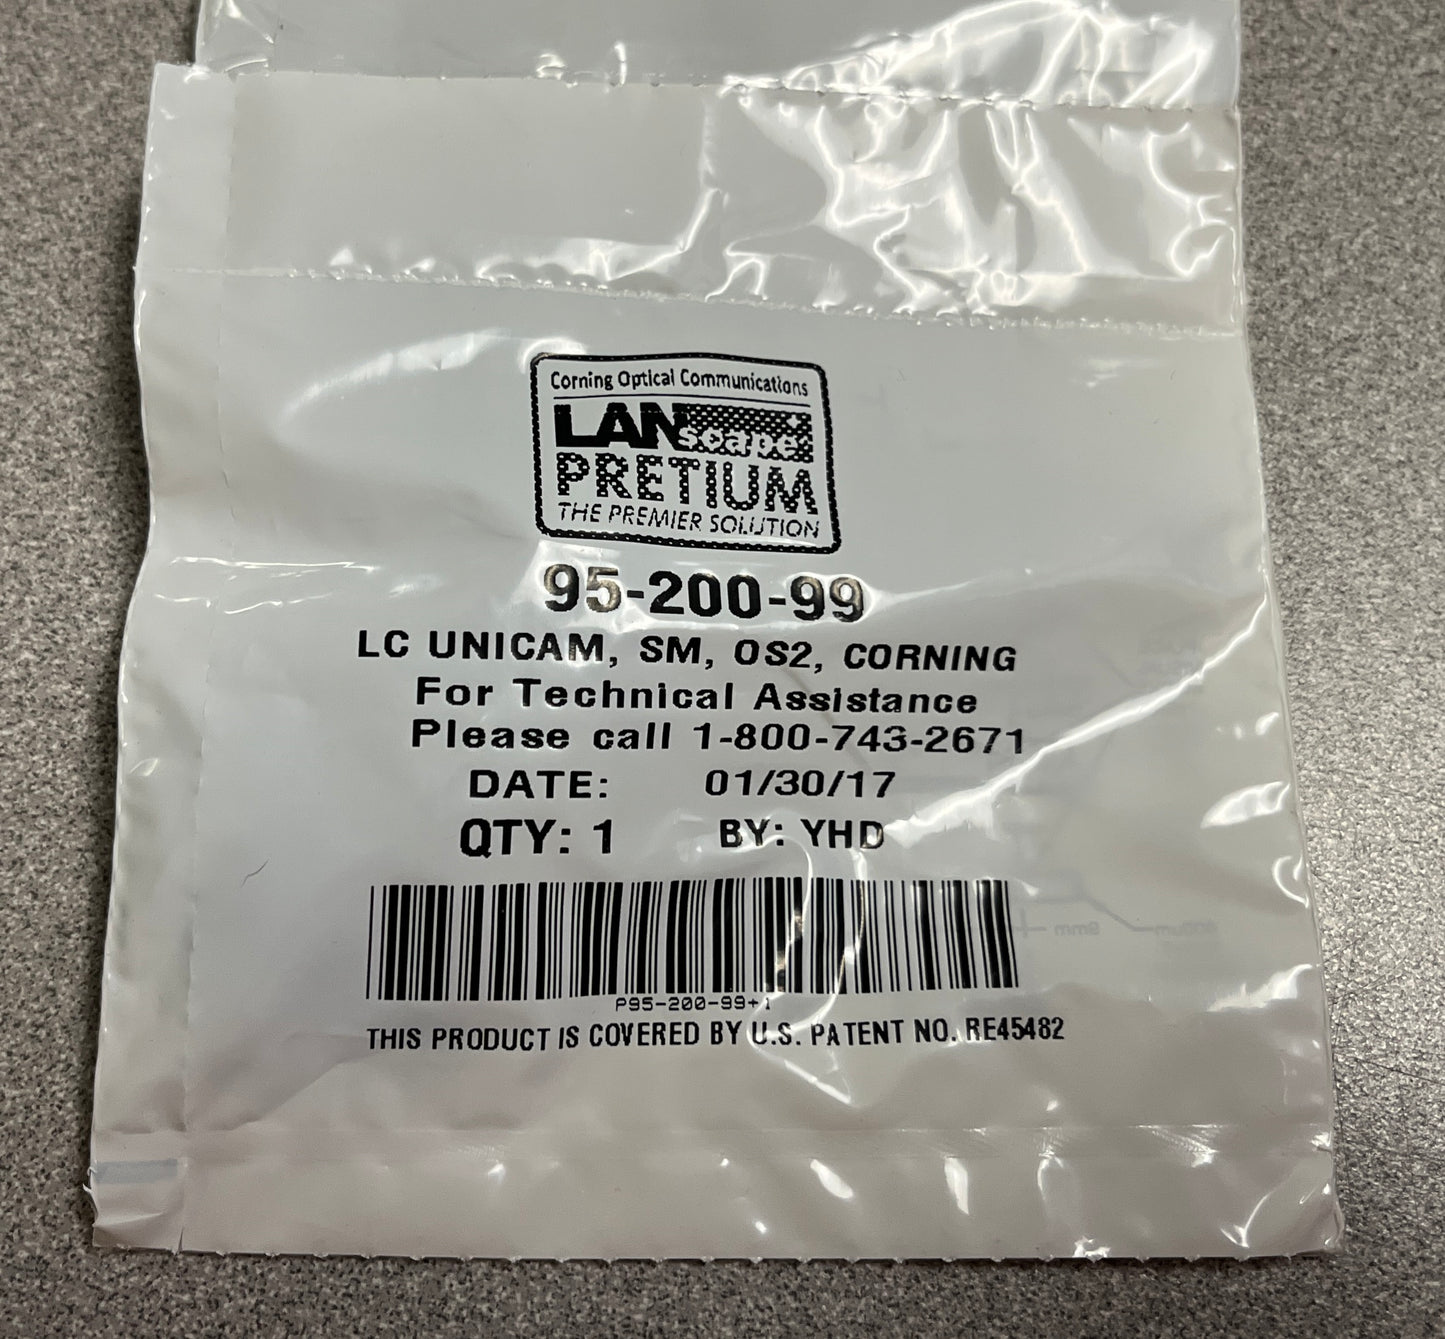 Corning Optical Communications
LANscape
PRETIUM
THE PREMIER SOLUTION
95-200-99
LC UNICAM, SM, OS2, CORNING
For Technical Assistance
Please call 1-800-743-2671
DATE: 01/30/17
QTY: 1 BY: YHD
P95-200-99+1
THIS PRODUCT IS COVERED BY U.S. PATENT NO. RE45482
9mm